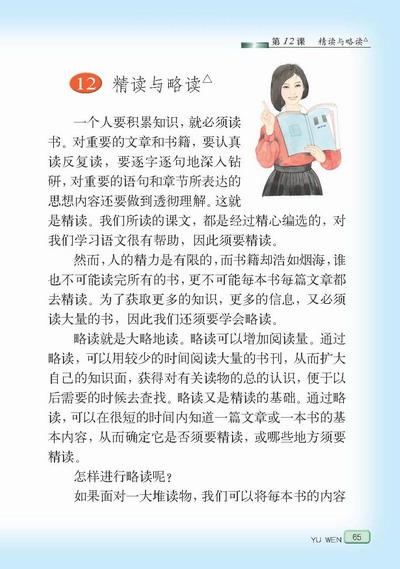 第12课 精读与略读△
12 精读与略读△
一个人要积累知识，就必须读
书。对重要的文章和书籍，要认真
读反复读，要逐字逐句地深入钻
研，对重要的语句和章节所表达的
思想内容还要做到透彻理解。这就
是精读。我们所读的课文，都是经过精心编选的，对
我们学习语文很有帮助，因此须要精读。
然而，人的精力是有限的，而书籍却浩如烟海，谁
也不可能读完所有的书，更不可能每本书每篇文章都
去精读。为了获取更多的知识，更多的信息，又必须
读大量的书，因此我们还须要学会略读。
略读就是大略地读。略读可以增加阅读量。通过
略读，可以用较少的时间阅读大量的书刊，从而扩大
自己的知识面，获得对有关读物的总的认识，便于以
后需要的时候去查找。略读又是精读的基础。通过略
读，可以在很短的时间内知道一篇文章或一本书的基
本内容，从而确定它是否须要精读，或哪些地方须要
精读。
怎样进行略读呢？
如果面对一大堆读物，我们可以将每本书的内容
YU WEN 65